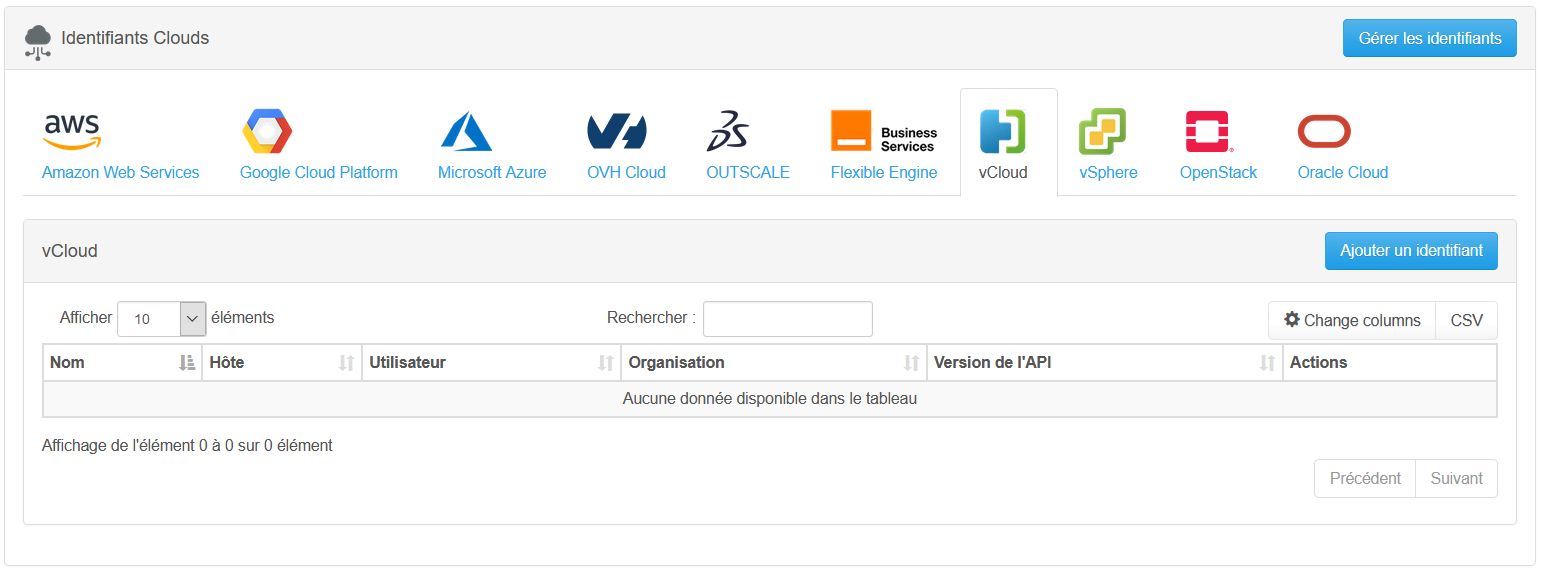 Identifiants Clouds
Gérer les identifiants
aws
Business
Services
Amazon Web Services
Google Cloud Platform
Microsoft Azure
OVH Cloud
OUTSCALE
Flexible Engine
vCloud
vSphere
OpenStack
Oracle Cloud
vCloud
Ajouter un identifiant
Afficher 10 éléments
Rechercher :
Change columns
CSV
Nom Hôte Utilisateur Organisation Version de l'API Actions
Aucune donnée disponible dans le tableau
Affichage de l'élément 0 à 0 sur 0 élément
Précédent Suivant